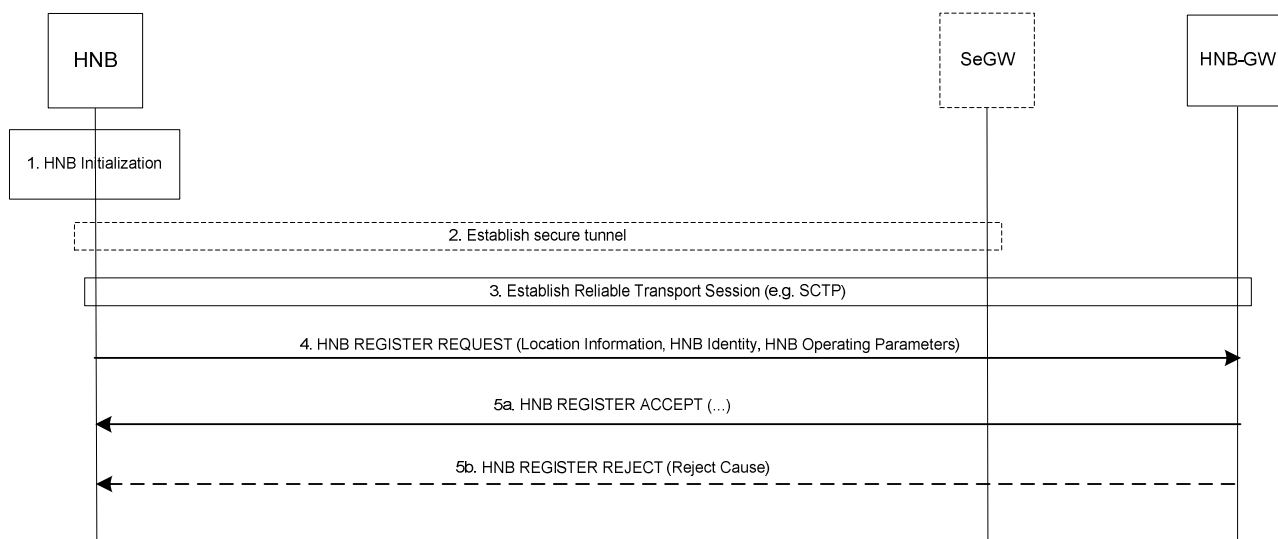 HNB
SeGW
HNB-GW
1. HNB Initialization
2. Establish secure tunnel
3. Establish Reliable Transport Session (e.g. SCTP)
4. HNB REGISTER REQUEST (Location Information, HNB Identity, HNB Operating Parameters)
5a. HNB REGISTER ACCEPT (...)
5b. HNB REGISTER REJECT (Reject Cause)